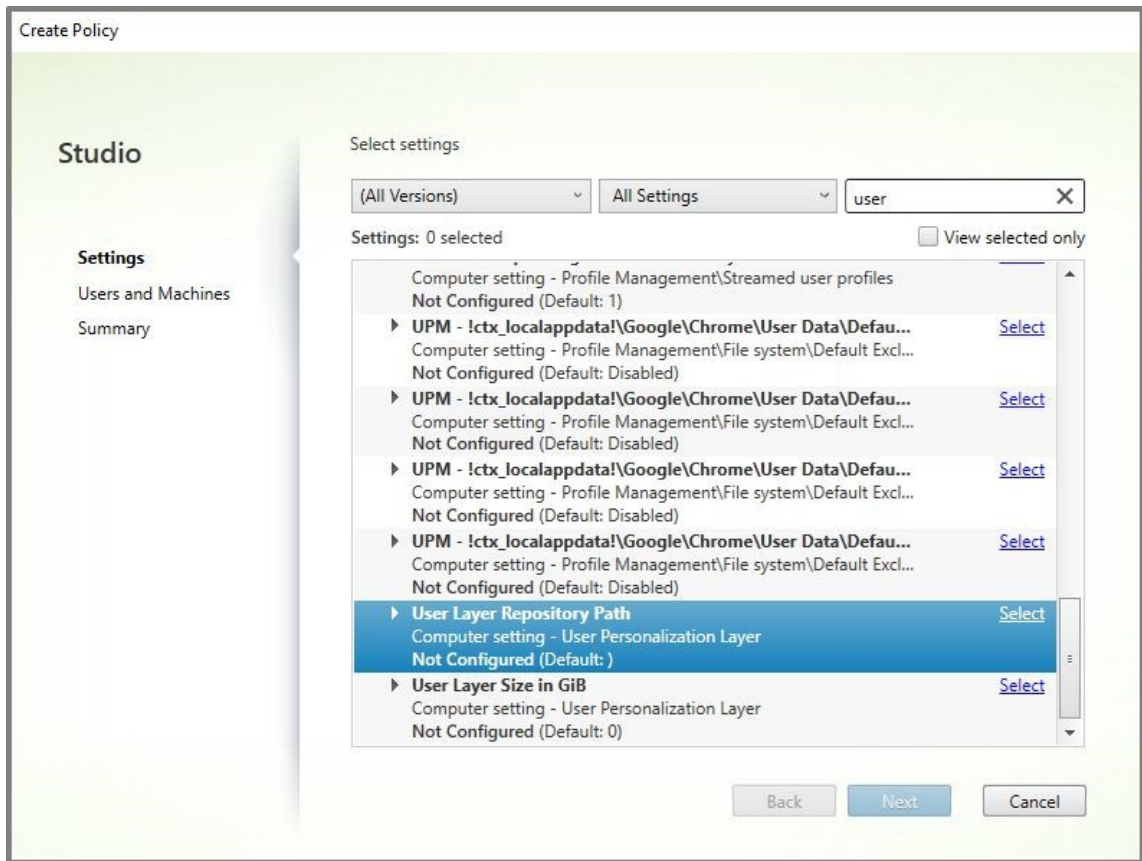 Create Policy
Studio
Settings
Users and Machines
Summary
Select settings
(All Versions)
All Settings
user
Settings: 0 selected
View selected only
Computer setting - Profile Management\Streamed user profiles
Not Configured (Default: 1)
UPM - !ctx_localappdata!\Google\Chrome\User Data\Defau... Select
Computer setting - Profile Management\File system\Default Excl...
Not Configured (Default: Disabled)
UPM - !ctx_localappdata!\Google\Chrome\User Data\Defau... Select
Computer setting - Profile Management\File system\Default Excl...
Not Configured (Default: Disabled)
UPM - !ctx_localappdata!\Google\Chrome\User Data\Defau... Select
Computer setting - Profile Management\File system\Default Excl...
Not Configured (Default: Disabled)
UPM - !ctx_localappdata!\Google\Chrome\User Data\Defau... Select
Computer setting - Profile Management\File system\Default Excl...
Not Configured (Default: Disabled)
User Layer Repository Path Select
Computer setting - User Personalization Layer
Not Configured (Default: )
User Layer Size in GiB Select
Computer setting - User Personalization Layer
Not Configured (Default: 0)
Back
Next
Cancel